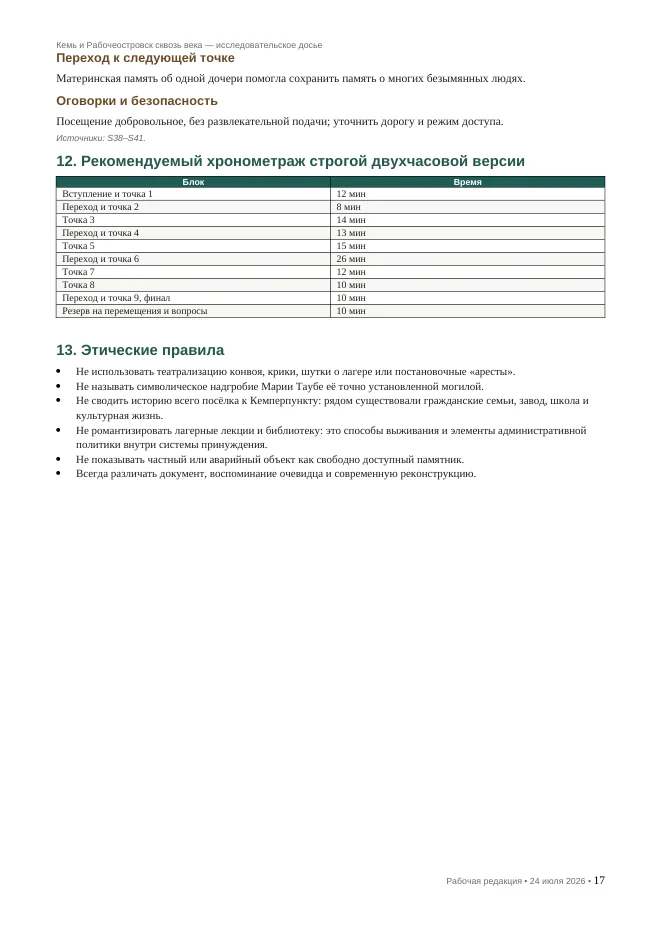 Кемь и Рабочеостровск сквозь века — исследовательское досье
Переход к следующей точке
Материнская память об одной дочери помогла сохранить память о многих безымянных людях.
Оговорки и безопасность
Посещение добровольное, без развлекательной подачи; уточнить дорогу и режим доступа.
Источники: S38–S41.
12. Рекомендуемый хронометраж строгой двухчасовой версии
Блок Время
Вступление и точка 1 12 мин
Переход и точка 2 8 мин
Точка 3 14 мин
Переход и точка 4 13 мин
Точка 5 15 мин
Переход и точка 6 26 мин
Точка 7 12 мин
Точка 8 10 мин
Переход и точка 9, финал 10 мин
Резерв на перемещения и вопросы 10 мин
13. Этические правила
• Не использовать театрализацию конвоя, крики, шутки о лагере или постановочные «аресты».
• Не называть символическое надгробие Марии Таубе её точно установленной могилой.
• Не сводить историю всего посёлка к Кемперпункту: рядом существовали гражданские семьи, завод, школа и
культурная жизнь.
• Не романтизировать лагерные лекции и библиотеку: это способы выживания и элементы административной
политики внутри системы принуждения.
• Не показывать частный или аварийный объект как свободно доступный памятник.
• Всегда различать документ, воспоминание очевидца и современную реконструкцию.
Рабочая редакция • 24 июля 2026 • 17